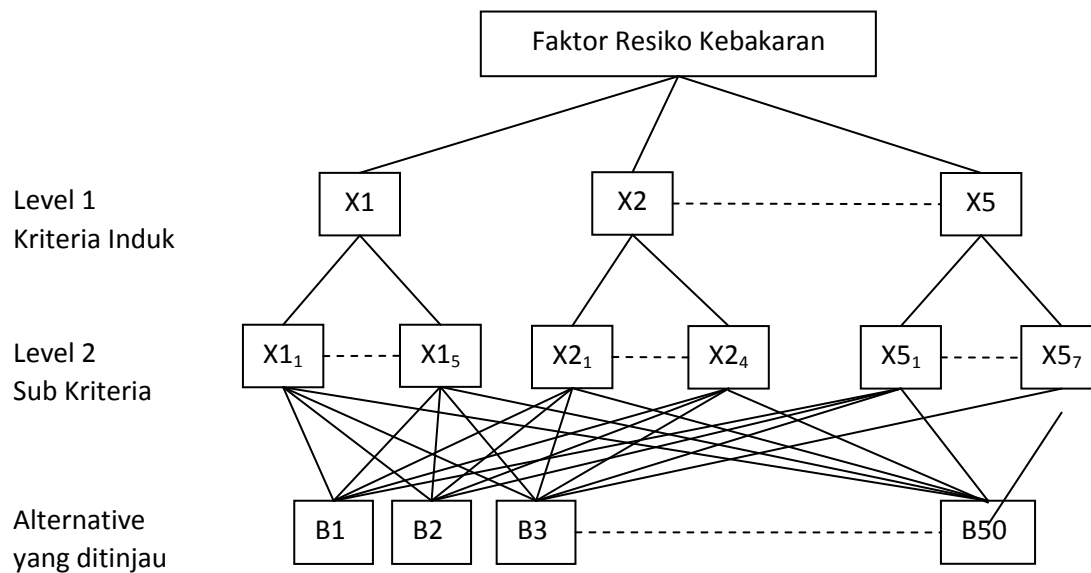 Faktor Resiko Kebakaran
Level 1
Kriteria Induk
X1
X2
X5
Level 2
Sub Kriteria
X1₁
X1₅
X2₁
X2₄
X5₁
X5₇
Alternative
yang ditinjau
B1
B2
B3
B50